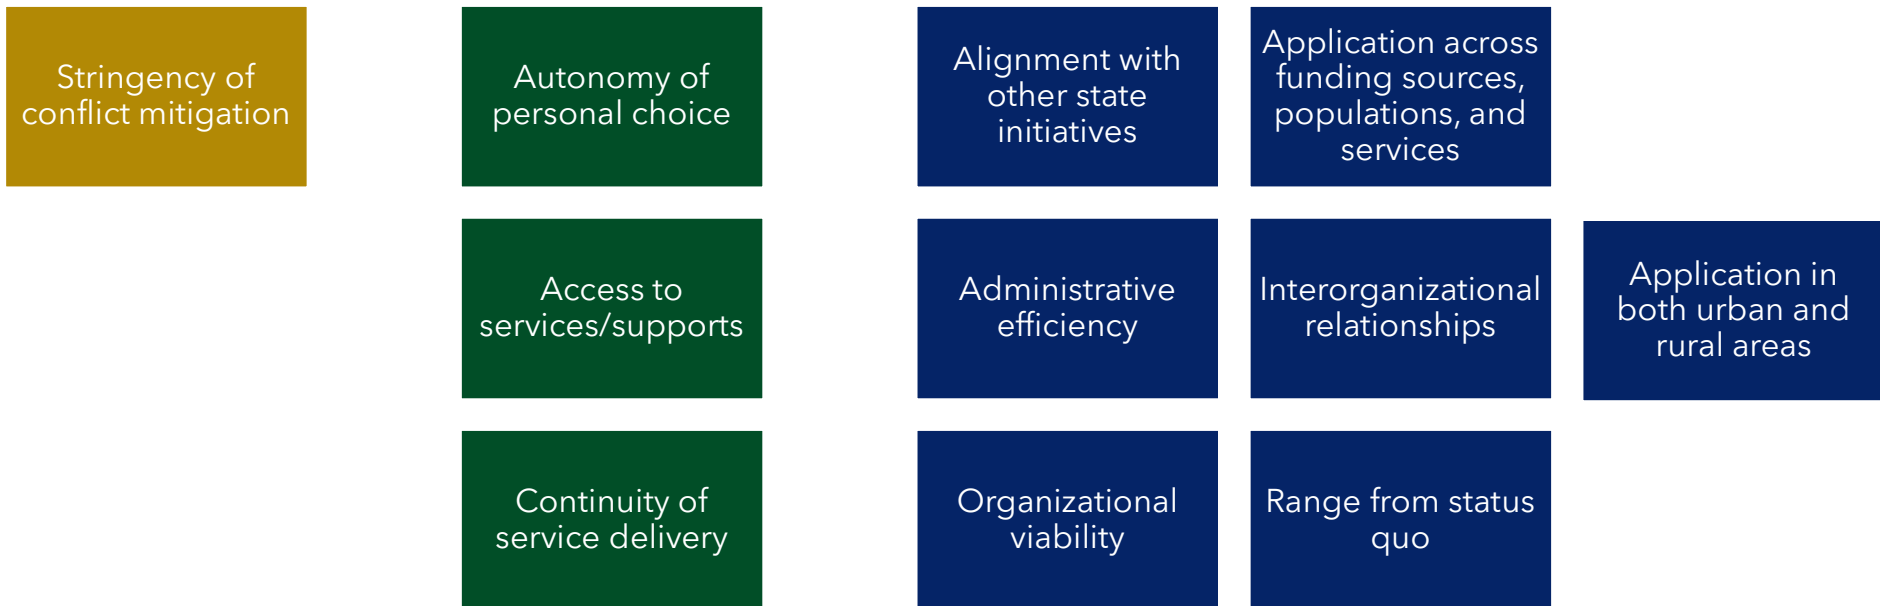 Stringency of
conflict mitigation
Autonomy of
personal choice
Alignment with
other state
initiatives
Application across
funding sources,
populations, and
services
Access to
services/supports
Administrative
efficiency
Interorganizational
relationships
Application in
both urban and
rural areas
Continuity of
service delivery
Organizational
viability
Range from status
quo